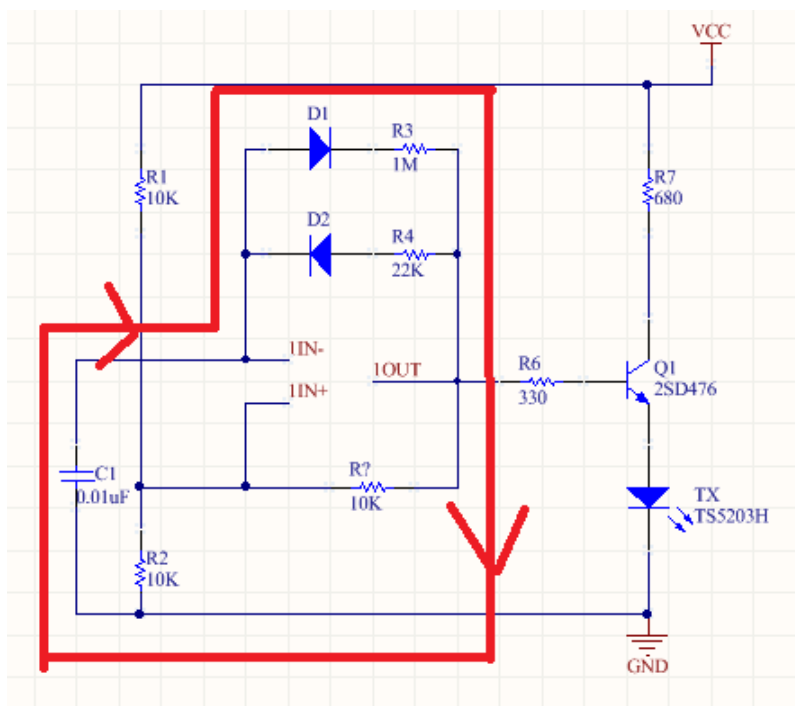 VCC
D1
R3
1M
R1
10K
R7
680
D2
R4
22K
1IN-
1OUT
1IN+
R6
330
Q1
2SD476
C1
0.01uF
R?
10K
TX
TS5203H
R2
10K
GND